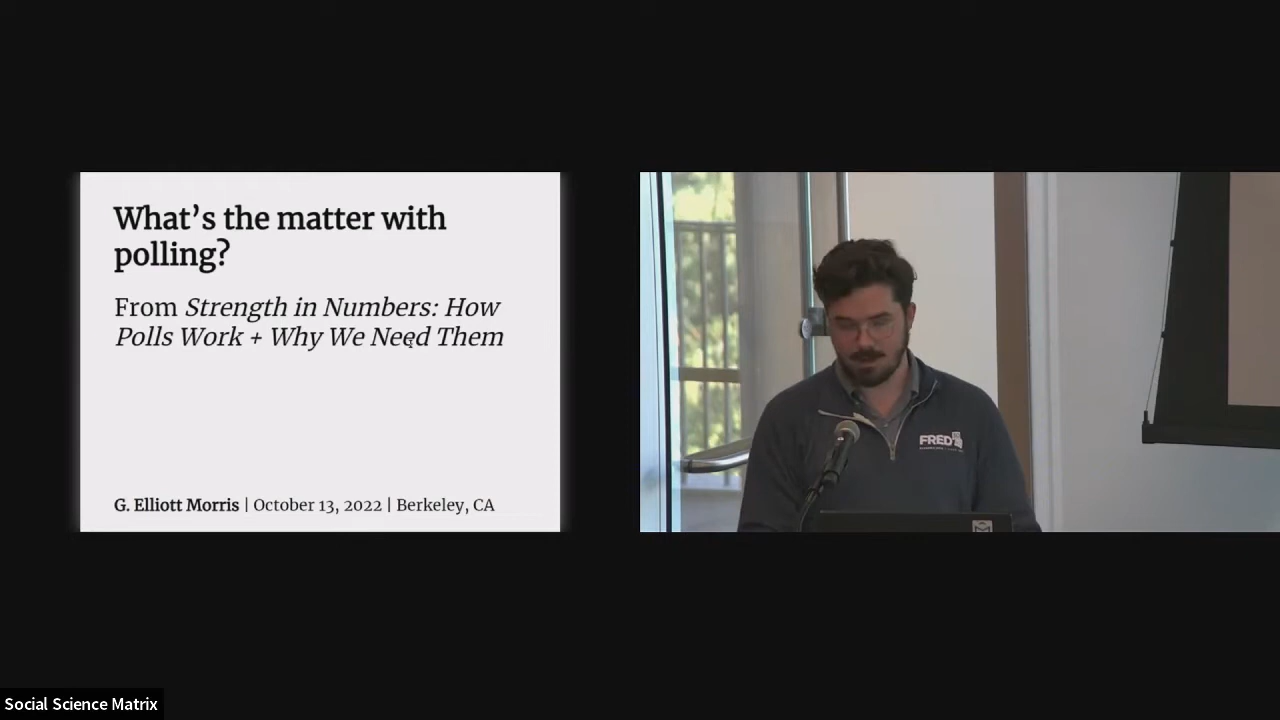 What's the matter with
polling?
From Strength in Numbers: How
Polls Work + Why We Need Them
G. Elliott Morris | October 13, 2022 | Berkeley, CA
FRED
Social Science Matrix